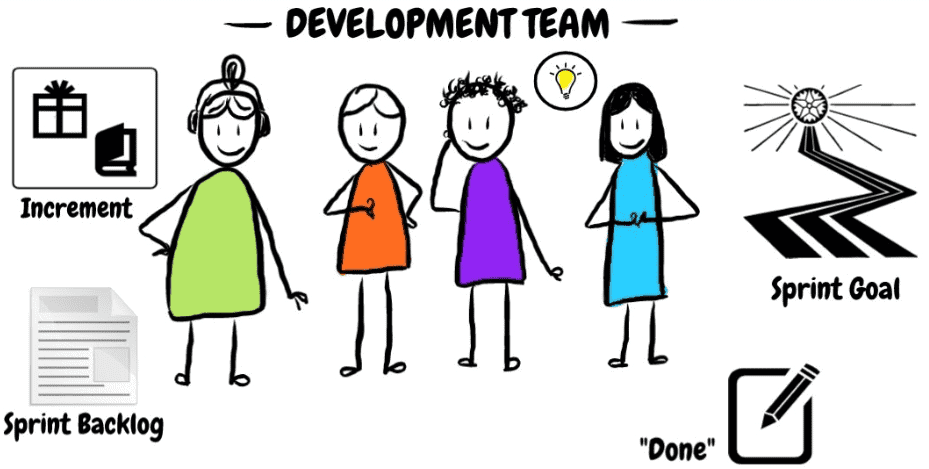 DEVELOPMENT TEAM
Increment
Sprint Goal
Sprint Backlog
"Done"